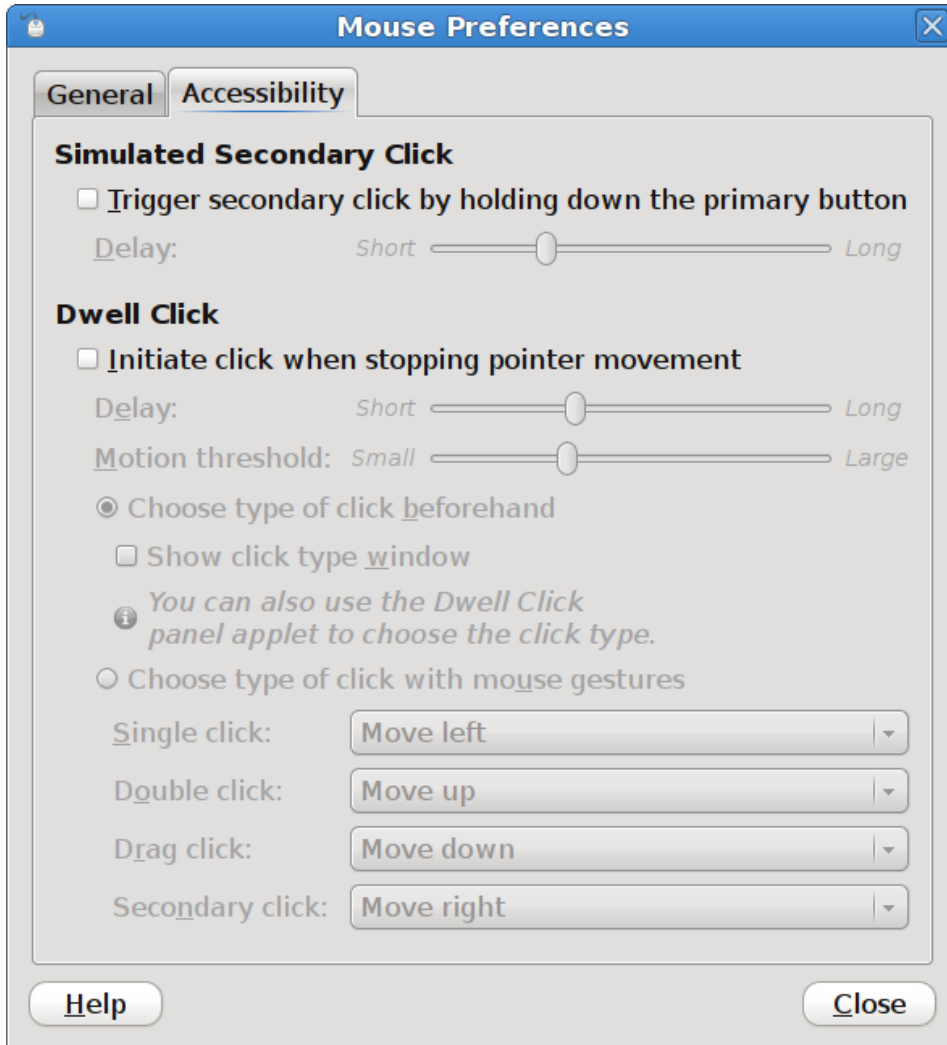 Mouse Preferences
General Accessibility
Simulated Secondary Click
Trigger secondary click by holding down the primary button
Delay: Short Long
Dwell Click
Initiate click when stopping pointer movement
Delay: Short Long
Motion threshold: Small Large
Choose type of click beforehand
Show click type window
You can also use the Dwell Click
panel applet to choose the click type.
Choose type of click with mouse gestures
Single click: Move left
Double click: Move up
Drag click: Move down
Secondary click: Move right
Help Close